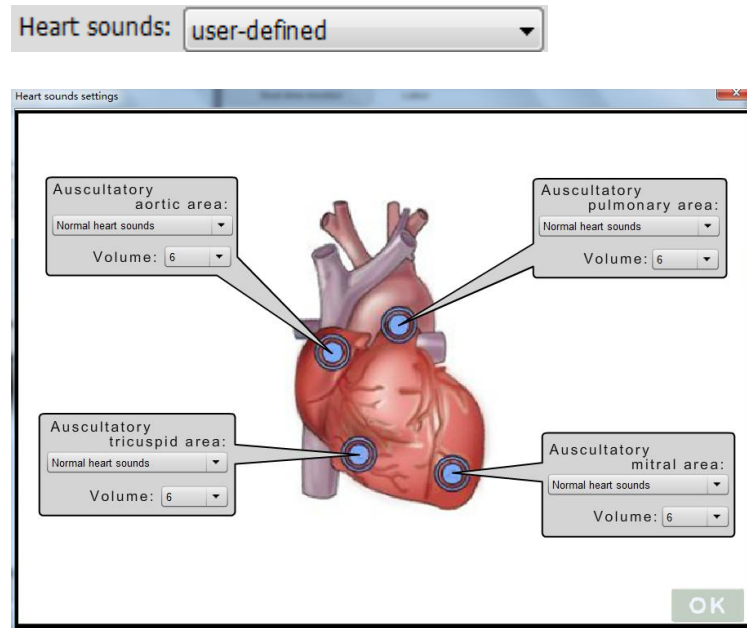 Heart sounds: user-defined
Heart sounds settings
Auscultatory
aortic area:
Normal heart sounds
Volume: 6
Auscultatory
pulmonary area:
Normal heart sounds
Volume: 6
Auscultatory
tricuspid area:
Normal heart sounds
Volume: 6
Auscultatory
mitral area:
Normal heart sounds
Volume: 6
OK